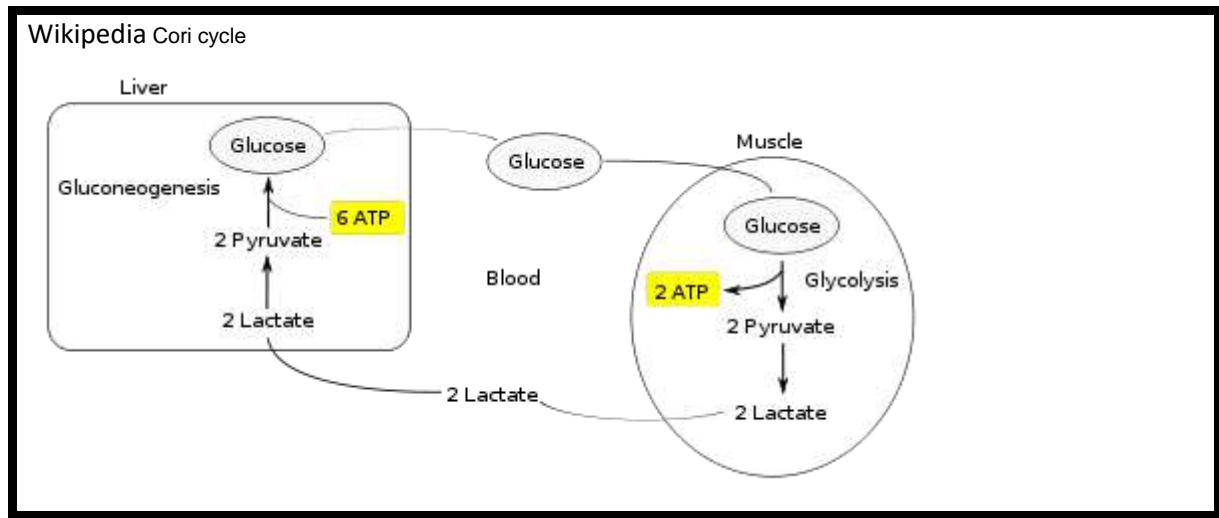 Wikipedia Cori cycle
Liver
Glucose
Gluconeogenesis
6 ATP
2 Pyruvate
2 Lactate
Glucose
Blood
2 Lactate
Muscle
Glucose
2 ATP
Glycolysis
2 Pyruvate
2 Lactate